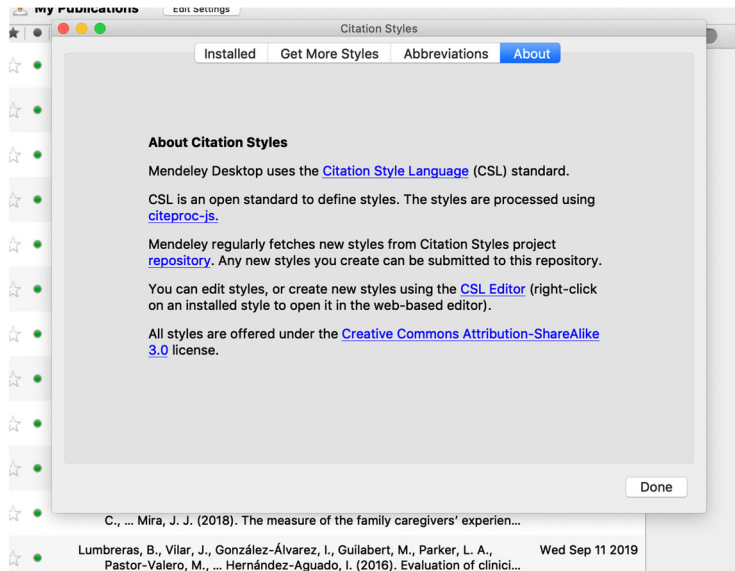 My Publications Edit Settings
Citation Styles
Installed Get More Styles Abbreviations About
About Citation Styles
Mendeley Desktop uses the Citation Style Language (CSL) standard.
CSL is an open standard to define styles. The styles are processed using
citeproc-js.
Mendeley regularly fetches new styles from Citation Styles project
repository. Any new styles you create can be submitted to this repository.
You can edit styles, or create new styles using the CSL Editor (right-click
on an installed style to open it in the web-based editor).
All styles are offered under the Creative Commons Attribution-ShareAlike
3.0 license.
Done
C., ... Mira, J. J. (2018). The measure of the family caregivers' experien...
Lumbreras, B., Vilar, J., González-Álvarez, I., Guilabert, M., Parker, L. A., Wed Sep 11 2019
Pastor-Valero, M., ... Hernández-Aguado, I. (2016). Evaluation of clinici...